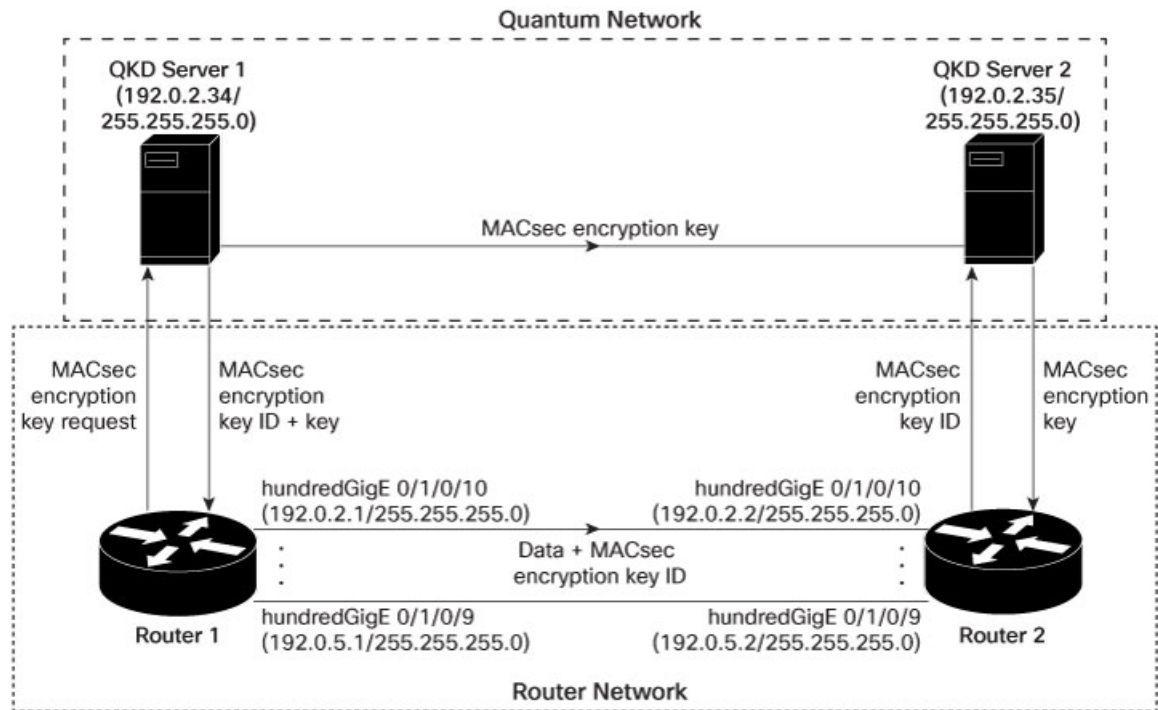 Quantum Network
QKD Server 1
(192.0.2.34/
255.255.255.0)
QKD Server 2
(192.0.2.35/
255.255.255.0)
MACsec encryption key
MACsec
encryption
key request
MACsec
encryption
key ID + key
MACsec
encryption
key ID
MACsec
encryption
key
hundredGigE 0/1/0/10
(192.0.2.1/255.255.255.0)
hundredGigE 0/1/0/10
(192.0.2.2/255.255.255.0)
Data + MACsec
encryption key ID
Router 1
hundredGigE 0/1/0/9
(192.0.5.1/255.255.255.0)
hundredGigE 0/1/0/9
(192.0.5.2/255.255.255.0)
Router 2
Router Network